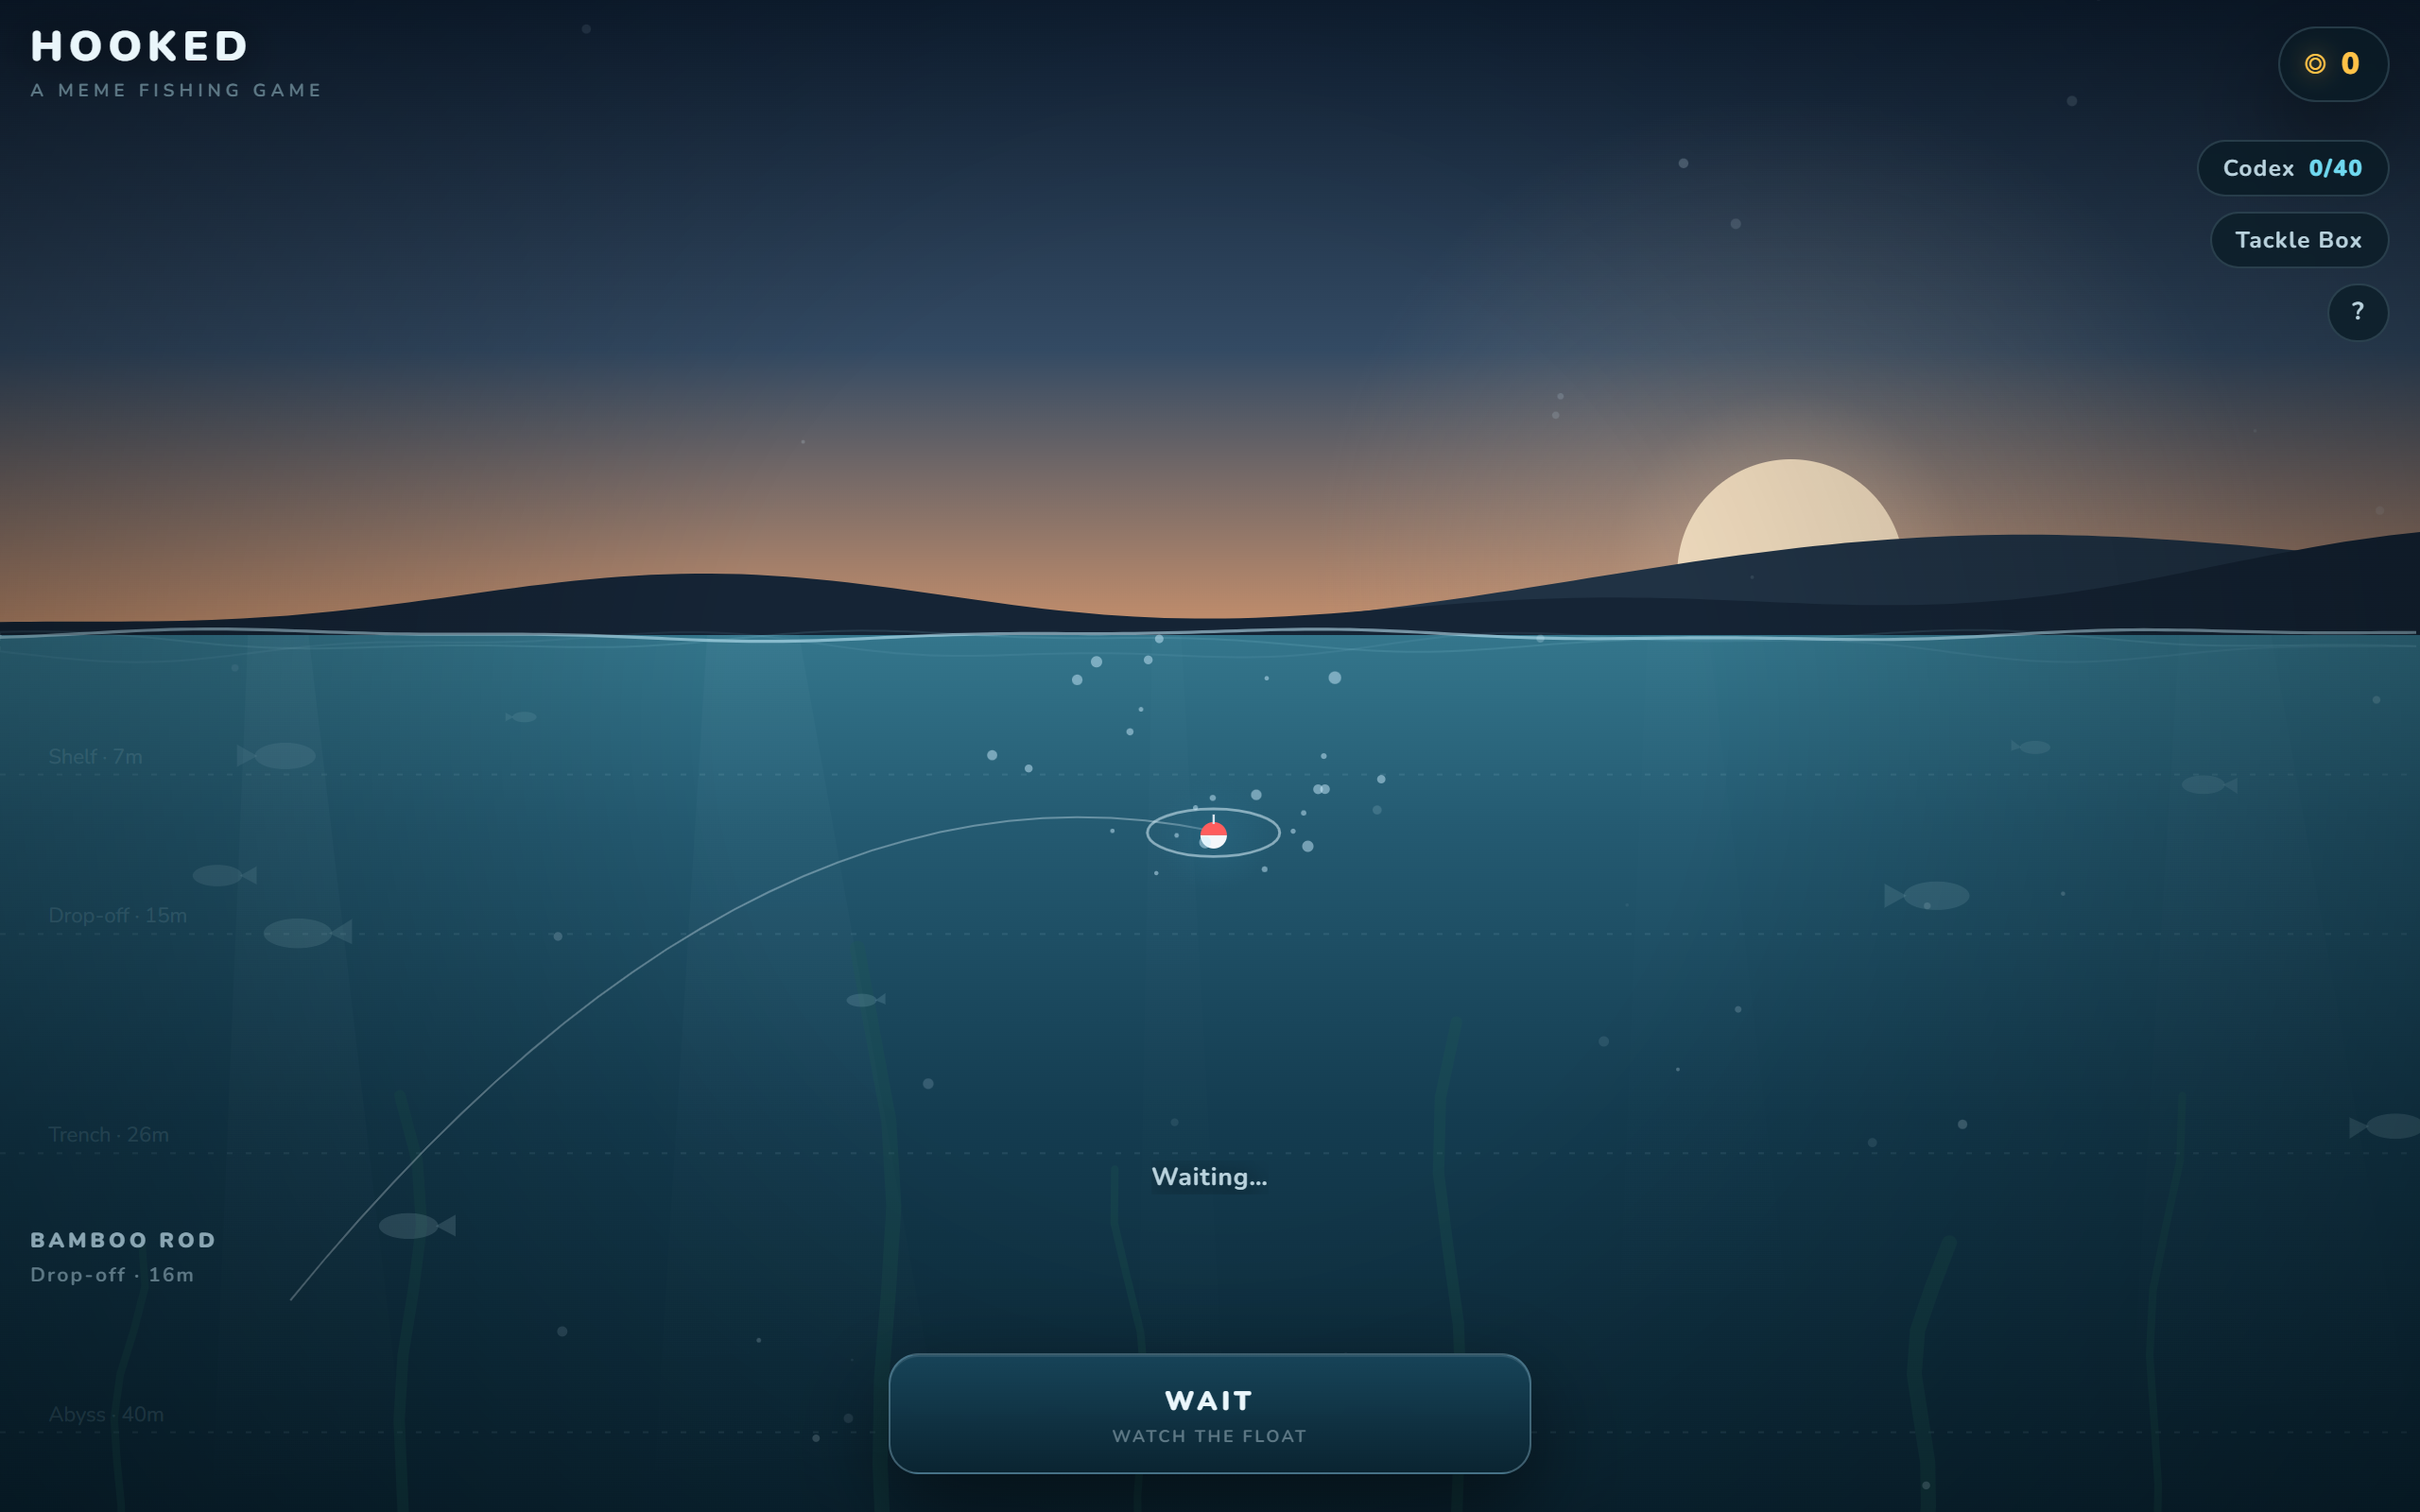 HOOKED
A MEME FISHING GAME
0
Codex 0/40
Tackle Box
?
Shelf · 7m
Drop-off · 15m
Trench · 26m
Waiting...
BAMBOO ROD
Drop-off · 16m
Abyss · 40m
WAIT
WATCH THE FLOAT